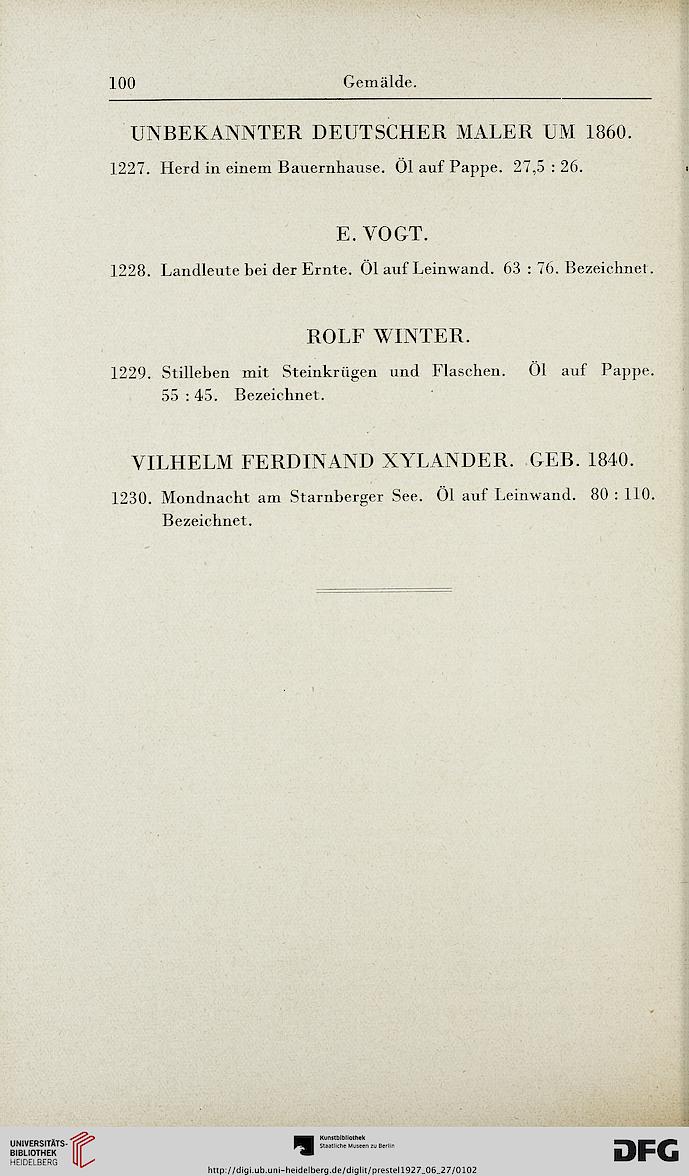 100
Gemälde.
UNBEKANNTER DEUTSCHER MALER UM 1860.
1227. Herd in einem Bauernhause. Öl auf Pappe. 27,5 : 26.
E. VOGT.
1228. Landleute bei der Ernte. Öl auf Leinwand. 63 : 76. Bezeichnet.
ROLF WINTER.
1229. Stilleben mit Steinkrügen und Flaschen. Öl auf Pappe.
55 : 45. Bezeichnet.
VILHELM FERDINAND XYLANDER. GEB. 1840.
1230. Mondnacht am Starnberger See. Öl auf Leinwand. 80 : 110.
Bezeichnet.
UNIVERSITÄTS-
BIBLIOTHEK
HEIDELBERG
Kunstbibliothek
Staatliche Museen zu Berlin
http://digi.ub.uni-heidelberg.de/diglit/prestel1927_06_27/0102
DFG